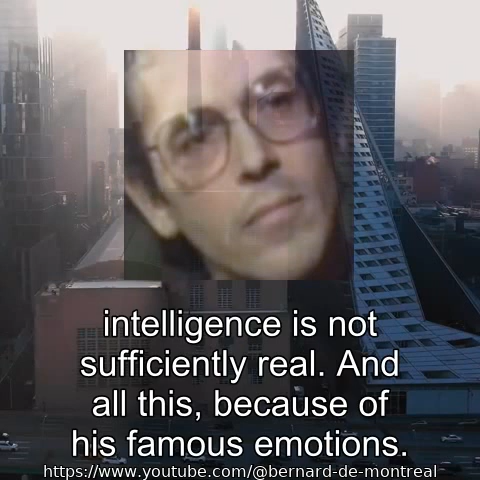 intelligence is not
sufficiently real. And
all this, because of
his famous emotions.
https://www.youtube.com/@bernard-de-montreal